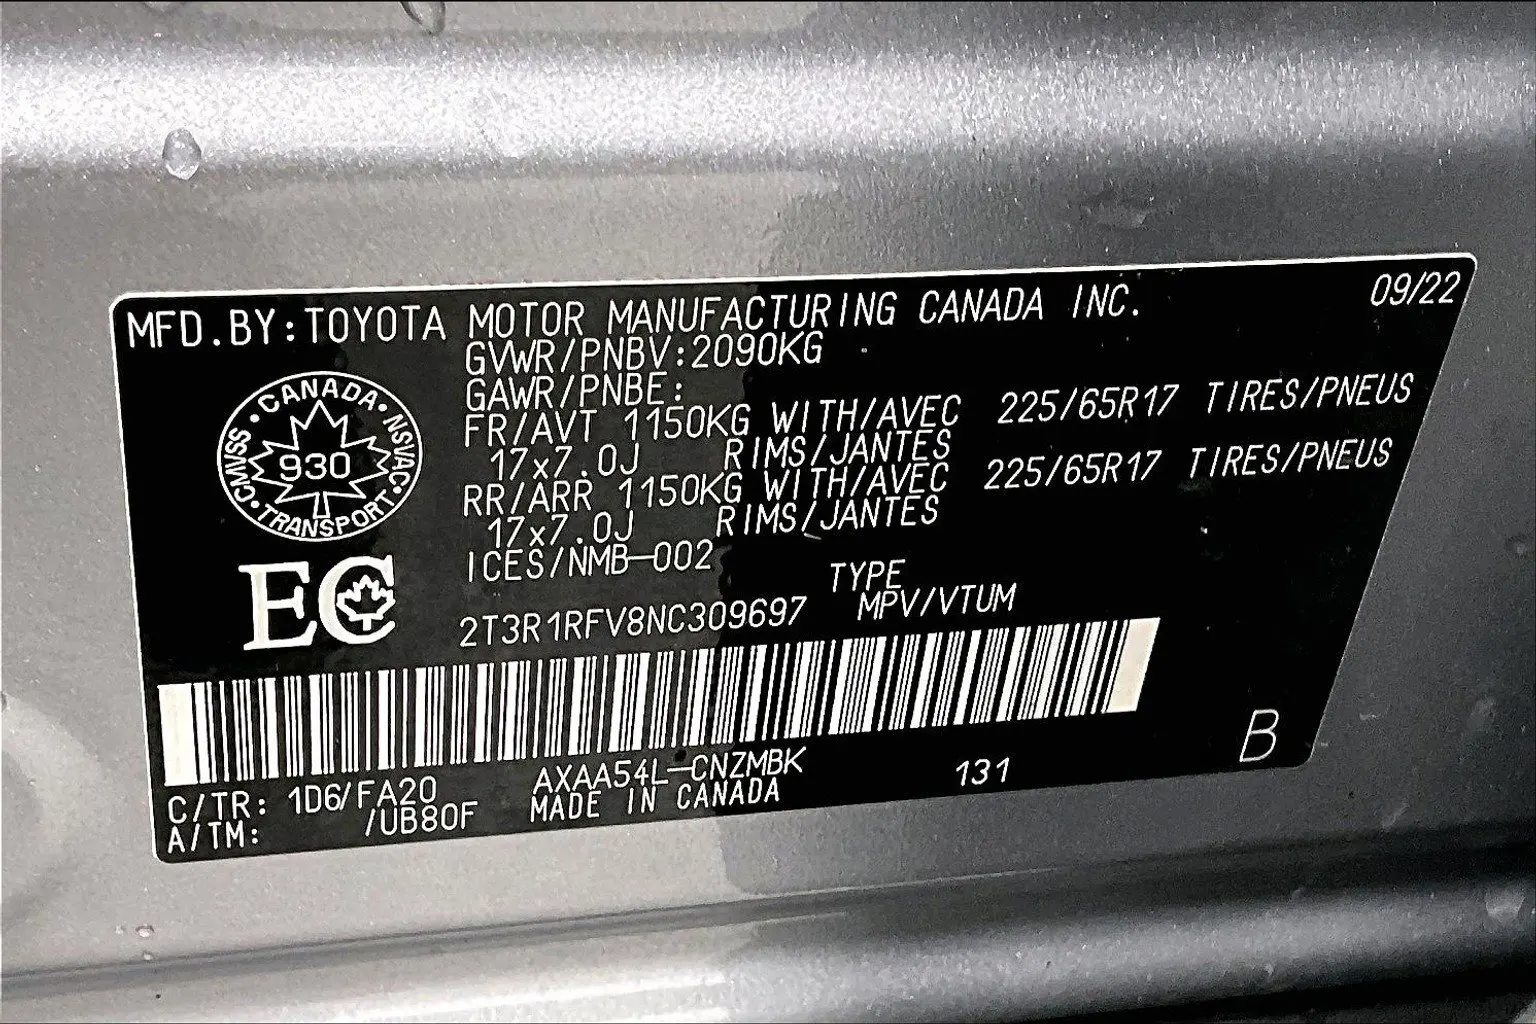 MFD.BY:TOYOTA MOTOR MANUFACTURING CANADA INC. 09/22
GVWR/PNBV:2090KG
GAWR/PNBE:
FR/AVT 1150KG WITH/AVEC 225/65R17 TIRES/PNEUS
17x7.0J RIMS/JANTES
RR/ARR 1150KG WITH/AVEC 225/65R17 TIRES/PNEUS
17x7.0J RIMS/JANTES
ICES/NMB-002
CANADA · NSVAC · TRANSPORT · CMVSS ·
930
EC
TYPE
2T3R1RFV8NC309697 MPV/VTUM
C/TR: 1D6/FA20 AXAA54L-CNZMBK 131 B
A/TM: /UB80F MADE IN CANADA